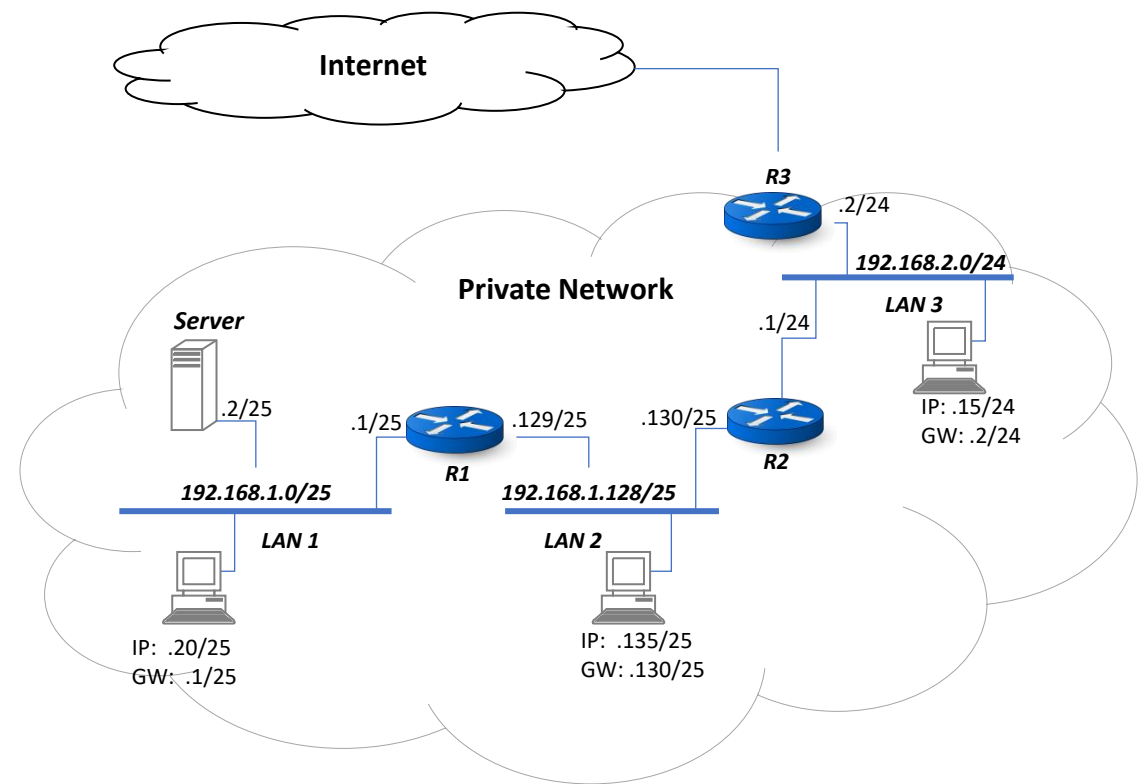 Internet
R3
.2/24
192.168.2.0/24
Private Network
LAN 3
Server
.1/24
.2/25
.1/25
.129/25
.130/25
IP: .15/24
GW: .2/24
R1
R2
192.168.1.0/25
192.168.1.128/25
LAN 1
LAN 2
IP: .20/25
GW: .1/25
IP: .135/25
GW: .130/25